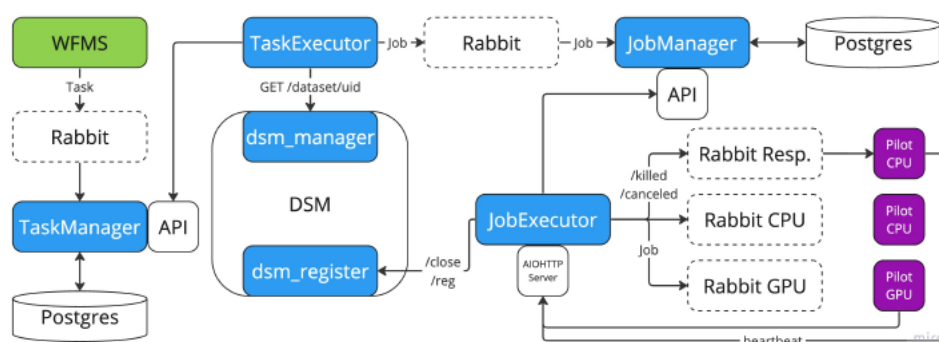 WFMS
TaskExecutor
Job
Rabbit
Job
JobManager
Postgres
Task
GET /dataset/uid
API
Rabbit
dsm_manager
Rabbit Resp.
Pilot
CPU
/killed
/canceled
DSM
TaskManager
API
JobExecutor
Rabbit CPU
Pilot
CPU
Job
AIOHTTP
Server
dsm_register
/close
/reg
Rabbit GPU
Pilot
GPU
Postgres
heartbeat
miro